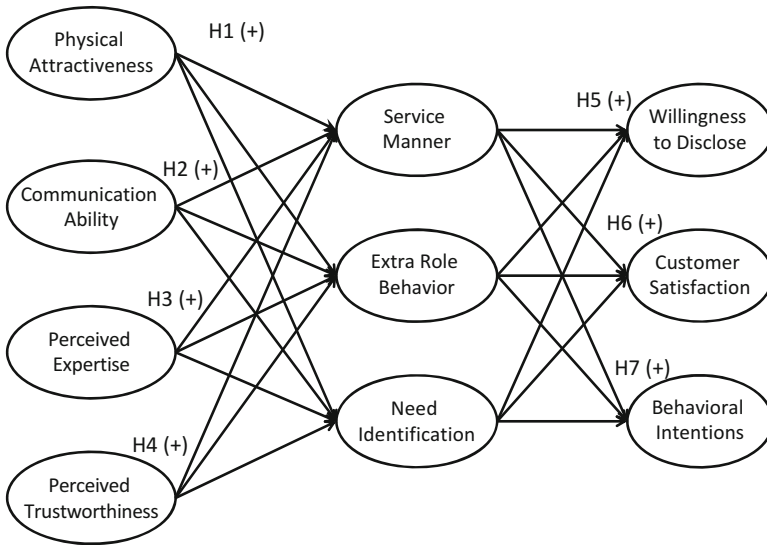 H1 (+)
Physical
Attractiveness
Service
Manner
H5 (+)
Willingness
to Disclose
H2 (+)
Communication
Ability
H6 (+)
Extra Role
Behavior
Customer
Satisfaction
H3 (+)
Perceived
Expertise
H7 (+)
Need
Identification
Behavioral
Intentions
H4 (+)
Perceived
Trustworthiness